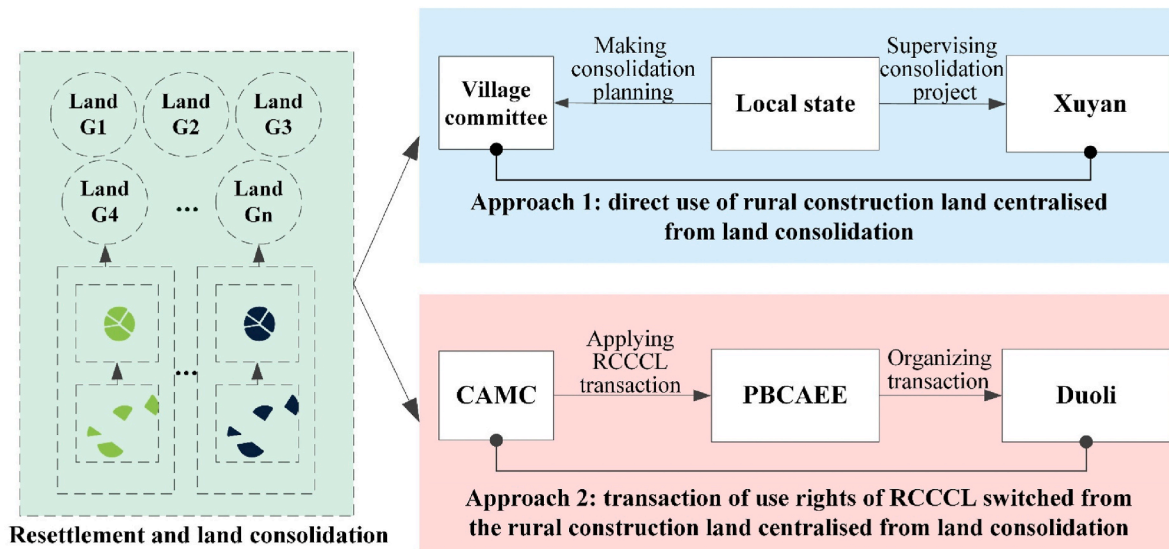 Land
G1
Land
G2
Land
G3
Land
G4
...
Land
Gn
...
Resettlement and land consolidation
Village
committee
Making
consolidation
planning
Local state
Supervising
consolidation
project
Xuyan
Approach 1: direct use of rural construction land centralised
from land consolidation
CAMC
Applying
RCCCL
transaction
PBCAEE
Organizing
transaction
Duoli
Approach 2: transaction of use rights of RCCCL switched from
the rural construction land centralised from land consolidation